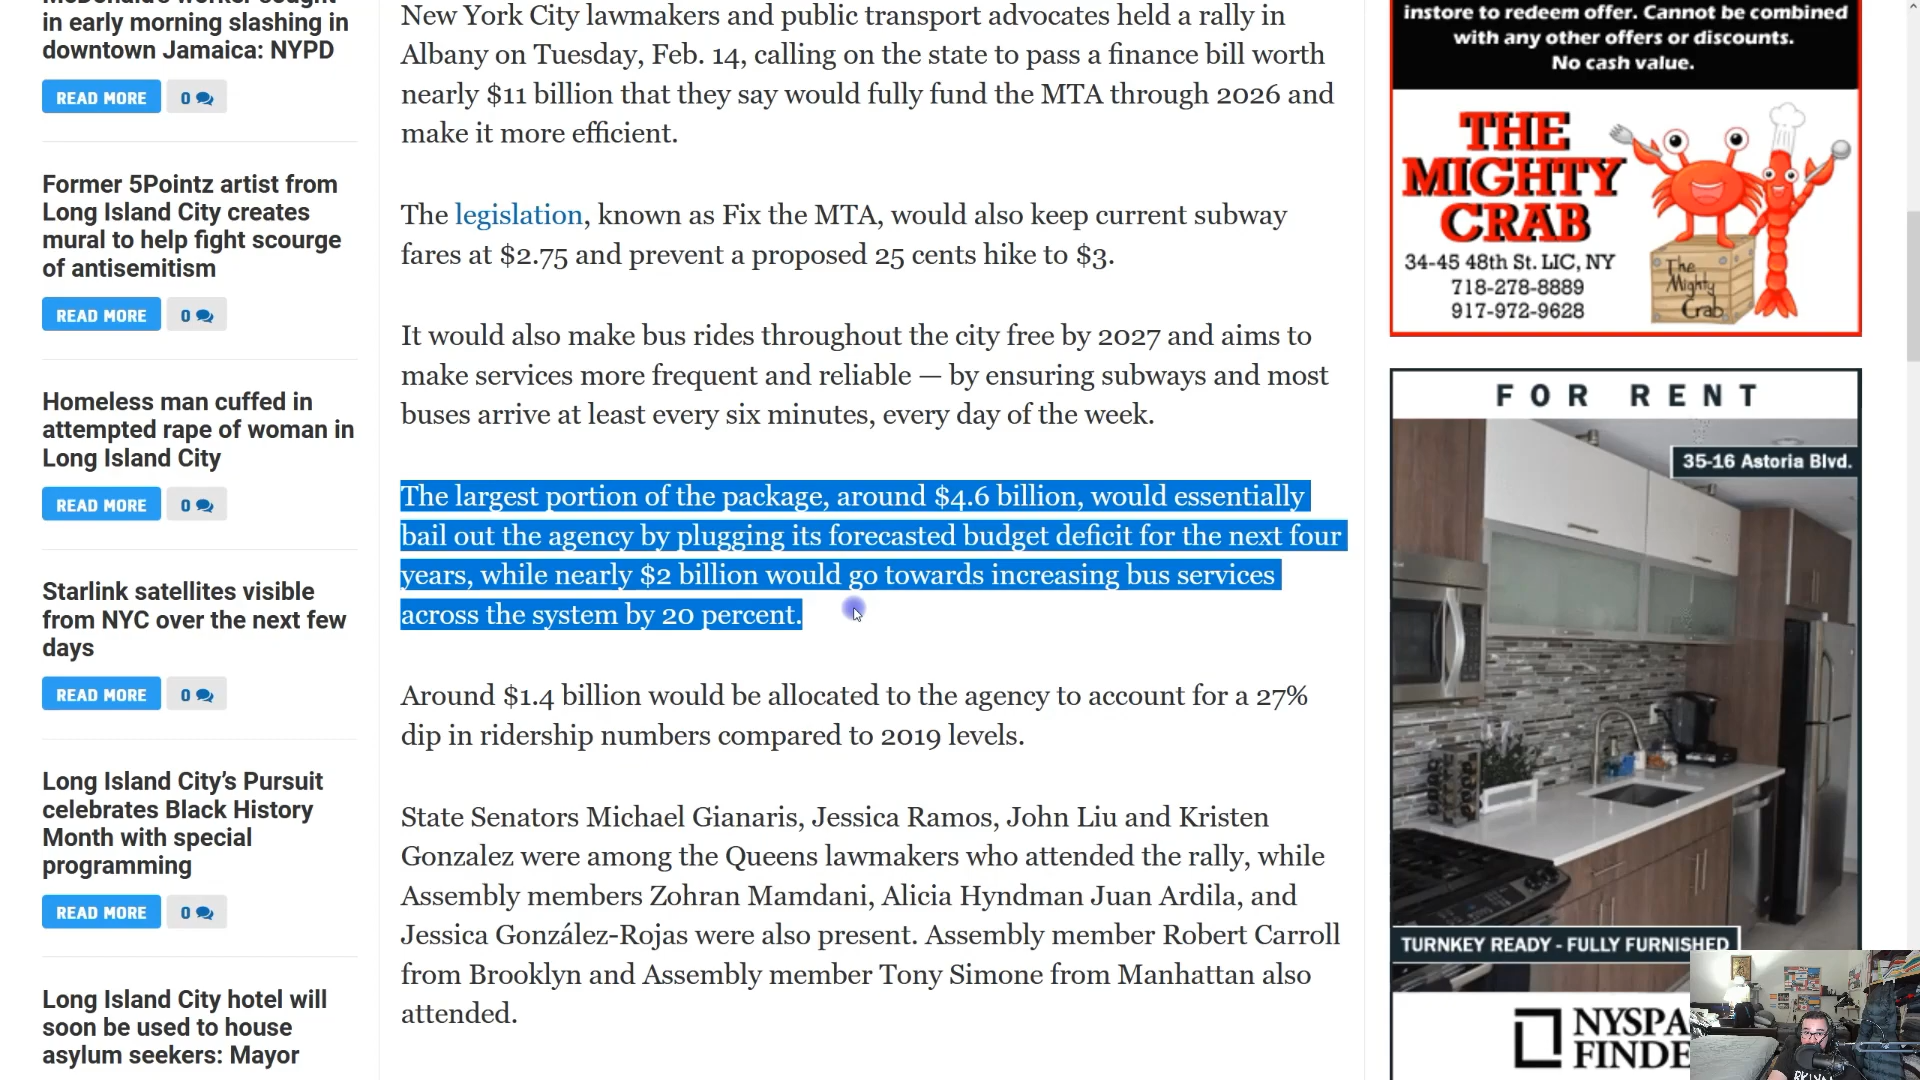 McDonald's worker sought
in early morning slashing in
downtown Jamaica: NYPD
READ MORE
0
Former 5Pointz artist from
Long Island City creates
mural to help fight scourge
of antisemitism
READ MORE
0
Homeless man cuffed in
attempted rape of woman in
Long Island City
READ MORE
0
Starlink satellites visible
from NYC over the next few
days
READ MORE
0
Long Island City’s Pursuit
celebrates Black History
Month with special
programming
READ MORE
0
Long Island City hotel will
soon be used to house
asylum seekers: Mayor
New York City lawmakers and public transport advocates held a rally in
Albany on Tuesday, Feb. 14, calling on the state to pass a finance bill worth
nearly $11 billion that they say would fully fund the MTA through 2026 and
make it more efficient.
The legislation, known as Fix the MTA, would also keep current subway
fares at $2.75 and prevent a proposed 25 cents hike to $3.
It would also make bus rides throughout the city free by 2027 and aims to
make services more frequent and reliable — by ensuring subways and most
buses arrive at least every six minutes, every day of the week.
The largest portion of the package, around $4.6 billion, would essentially
bail out the agency by plugging its forecasted budget deficit for the next four
years, while nearly $2 billion would go towards increasing bus services
across the system by 20 percent.
Around $1.4 billion would be allocated to the agency to account for a 27%
dip in ridership numbers compared to 2019 levels.
State Senators Michael Gianaris, Jessica Ramos, John Liu and Kristen
Gonzalez were among the Queens lawmakers who attended the rally, while
Assembly members Zohran Mamdani, Alicia Hyndman Juan Ardila, and
Jessica González-Rojas were also present. Assembly member Robert Carroll
from Brooklyn and Assembly member Tony Simone from Manhattan also
attended.
instore to redeem offer. Cannot be combined
with any other offers or discounts.
No cash value.
THE
MIGHTY
CRAB
34-45 48th St. LIC, NY
718-278-8889
917-972-9628
The
Mighty
Crab
FOR RENT
35-16 Astoria Blvd.
TURNKEY READY - FULLY FURNISHED
NYSPA
FINDE